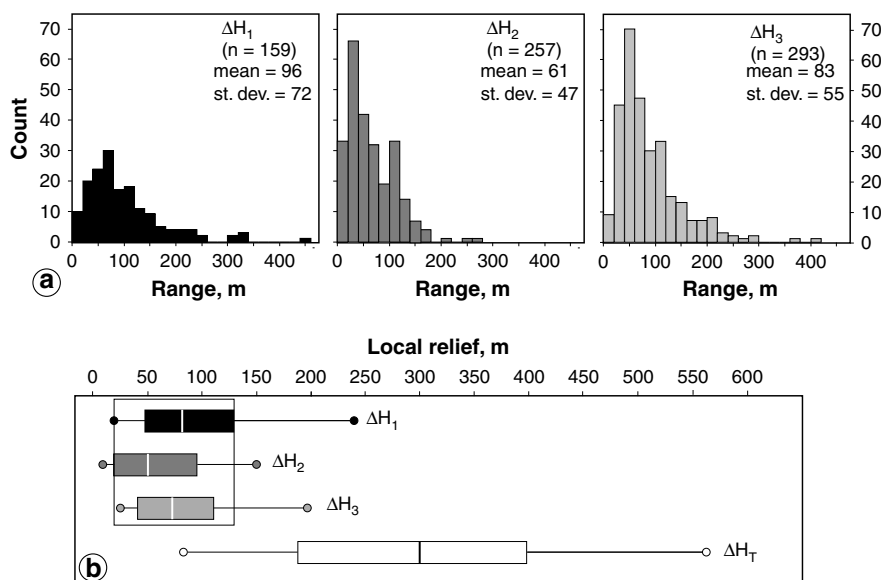 ΔH1
(n = 159)
mean = 96
st. dev. = 72
ΔH2
(n = 257)
mean = 61
st. dev. = 47
ΔH3
(n = 293)
mean = 83
st. dev. = 55
Count
70
60
50
40
30
20
10
0
70
60
50
40
30
20
10
0
0 100 200 300 400
0 100 200 300 400
0 100 200 300 400
Range, m
Range, m
Range, m
a
Local relief, m
0 50 100 150 200 250 300 350 400 450 500 550 600
ΔH1
ΔH2
ΔH3
ΔHT
b